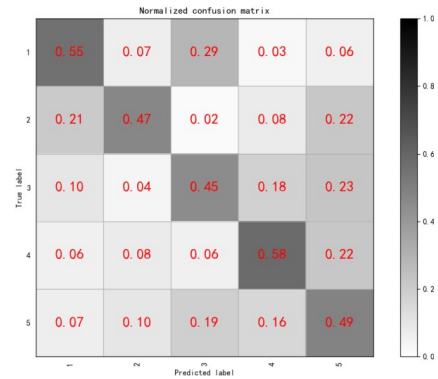 Normalized confusion matrix
1.0
1 0.55 0.07 0.29 0.03 0.06
0.8
2 0.21 0.47 0.02 0.08 0.22
0.6
True label
3 0.10 0.04 0.45 0.18 0.23
0.4
4 0.06 0.08 0.06 0.58 0.22
0.2
5 0.07 0.10 0.19 0.16 0.49
0.0
1 2 3 4 5
Predicted label